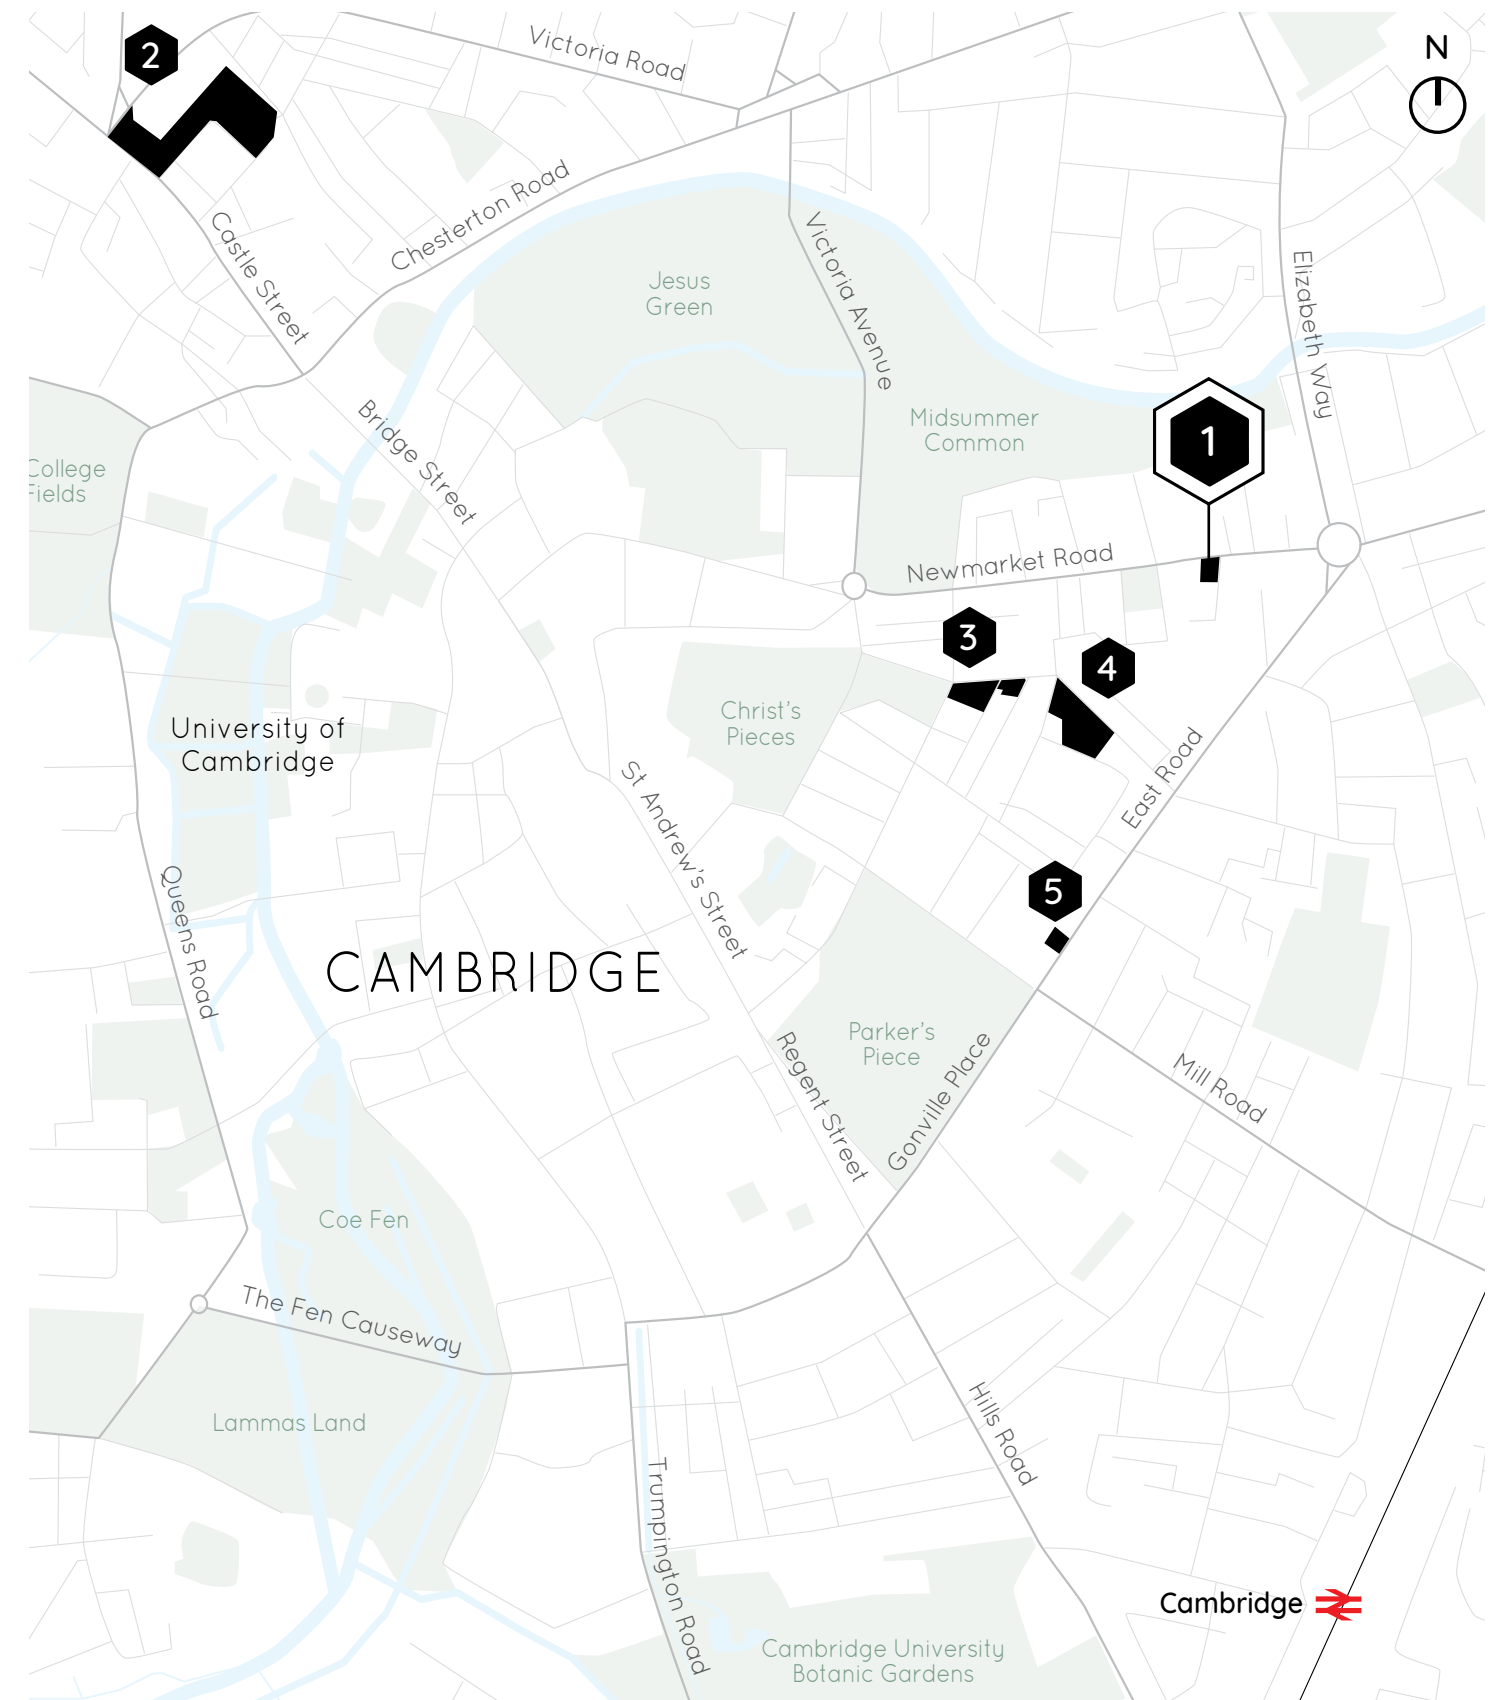 Victoria Road
N
2
Chesterton Road
Castle Street
Victoria Avenue
Jesus
Green
Elizabeth Way
Bridge Street
Midsummer
Common
1
College
Fields
Newmarket Road
3
4
Christ's
Pieces
University of
Cambridge
East Road
St Andrew's Street
5
Queens Road
CAMBRIDGE
Parker's
Piece
Regent Street
Gonville Place
Mill Road
Coe Fen
The Fen Causeway
Lammas Land
Hills Road
Trumpington Road
Cambridge
Cambridge University
Botanic Gardens